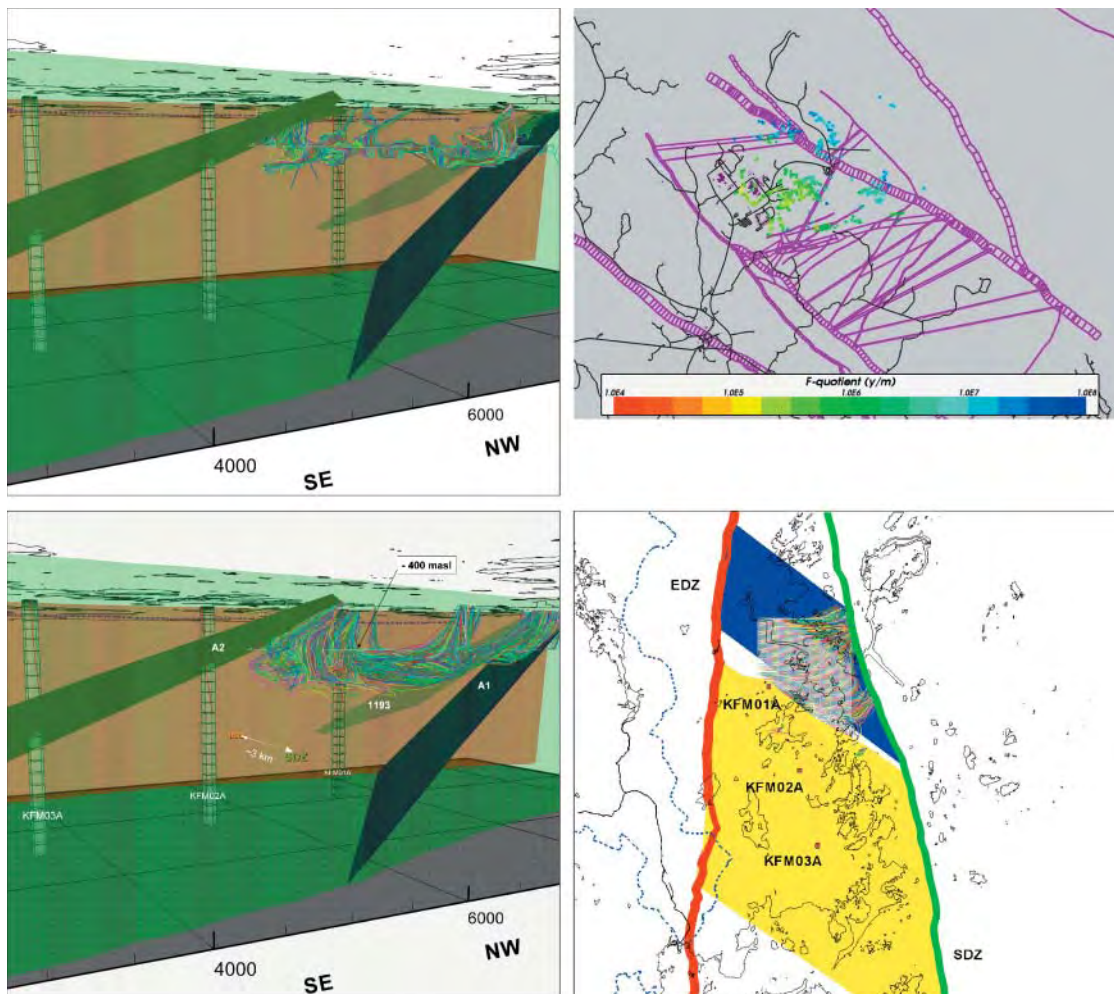 4000
6000
SE
NW
F-quotient (y/m)
1.0E4
1.0E5
1.0E6
1.0E7
1.0E8
- 400 masl
A2
A1
1193
~3 km
SDZ
KFM03A
KFM02A
4000
6000
SE
NW
EDZ
KFM01A
KFM02A
KFM03A
SDZ